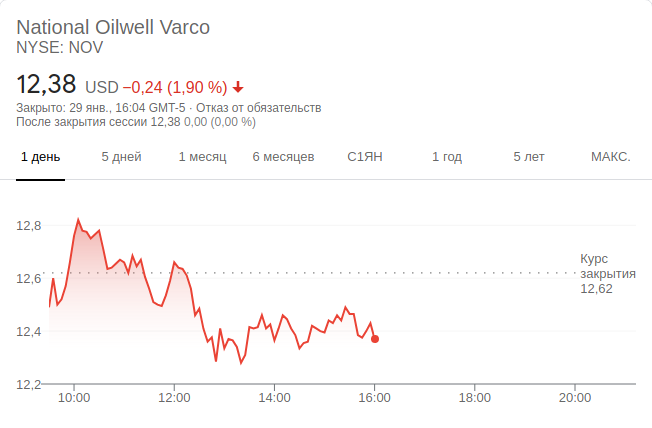 National Oilwell Varco
NYSE: NOV
12,38 USD −0,24 (1,90 %)
Закрыто: 29 янв., 16:04 GMT-5 · Отказ от обязательств
После закрытия сессии 12,38 0,00 (0,00 %)
1 день 5 дней 1 месяц 6 месяцев С1ЯН 1 год 5 лет МАКС.
12,8
12,6
12,4
12,2
Курс
закрытия
12,62
10:00 12:00 14:00 16:00 18:00 20:00